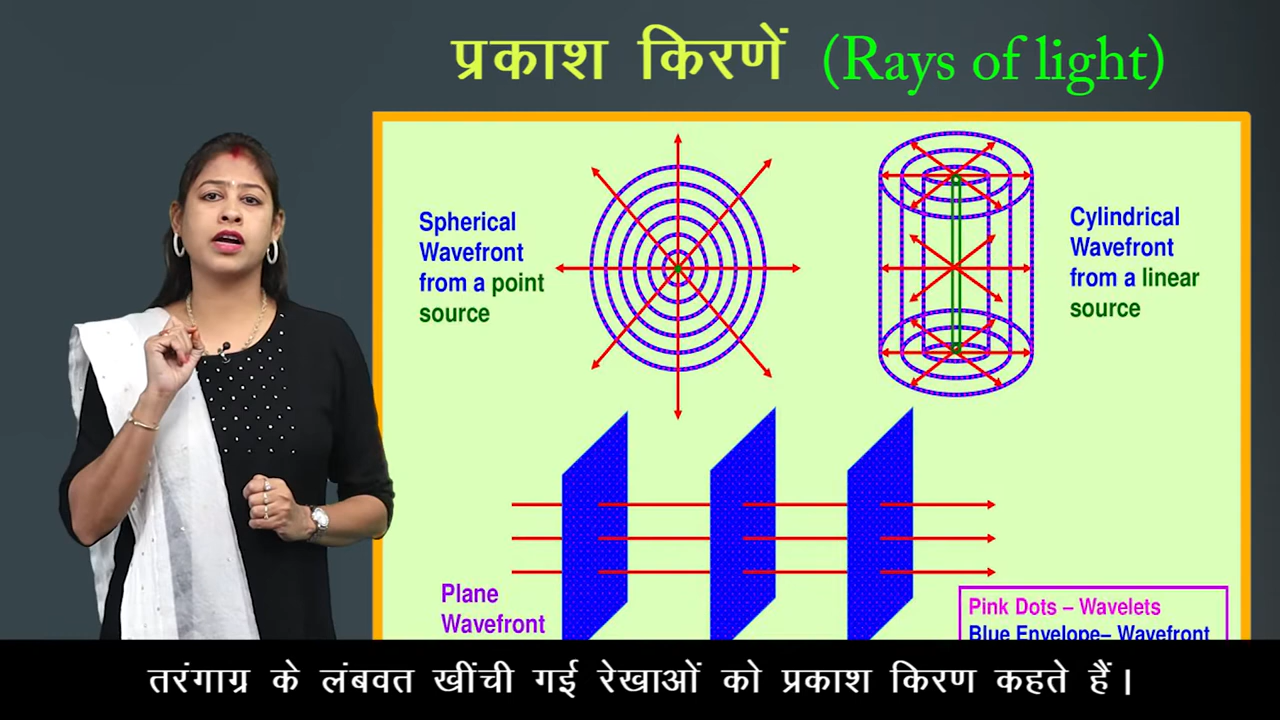 प्रकाश किरणें (Rays of light)
Spherical
Wavefront
from a point
source
Cylindrical
Wavefront
from a linear
source
Plane
Wavefront
Pink Dots – Wavelets
Blue Envelope– Wavefront
तरंगाग्र के लंबवत खींची गई रेखाओं को प्रकाश किरण कहते हैं।